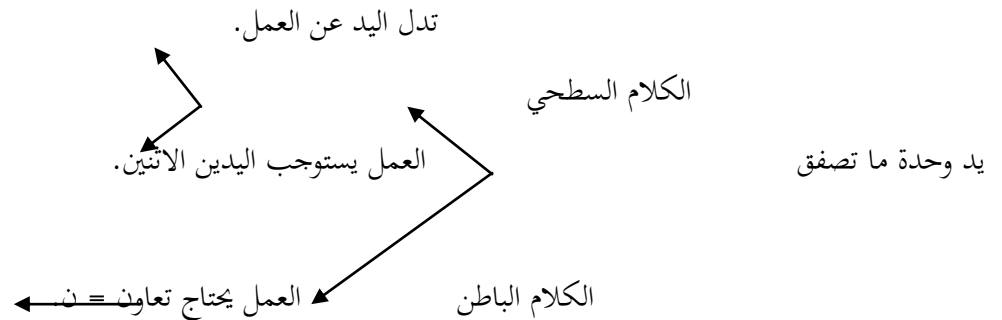 تدل اليد عن العمل.
الكلام السطحي
يد وحدة ما تصفق
العمل يستوجب اليدين الاثنين.
الكلام الباطن
العمل يحتاج تعاون = ن.